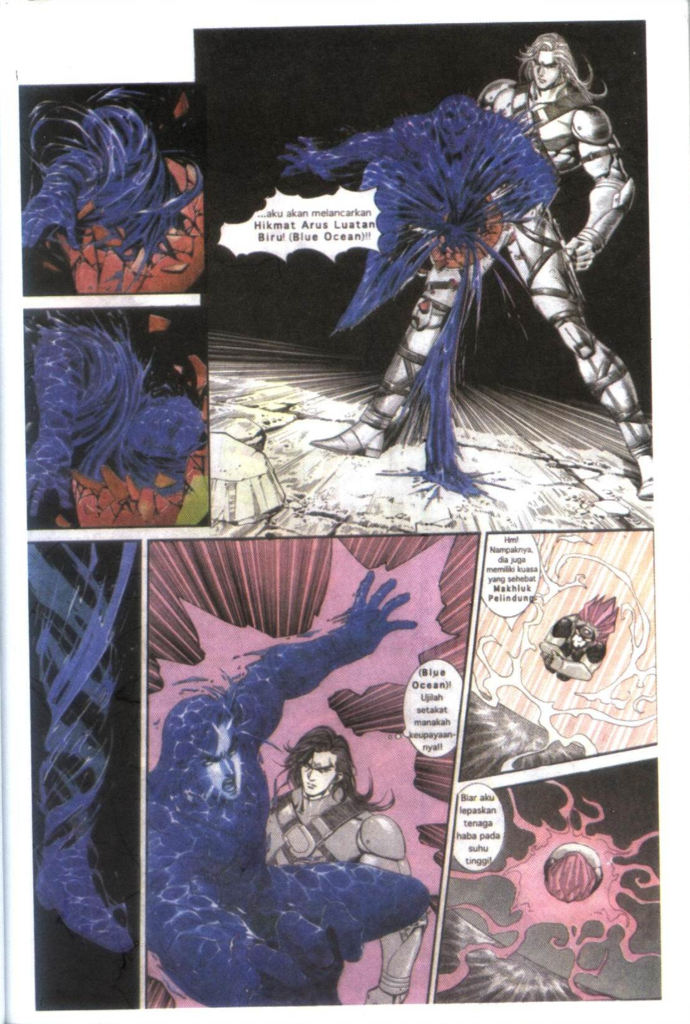 ...aku akan melancarkan
Hikmat Arus Luatan
Biru! (Blue Ocean)!!
Hm!
Nampaknya,
dia juga
memiliki kuasa
yang sehebat
Makhluk
Pelindung
(Blue
Ocean)!
Ujilah
setakat
manakah
keupayaan-
nya!!
Biar aku
lepaskan
tenaga
haba pada
suhu
tinggi!